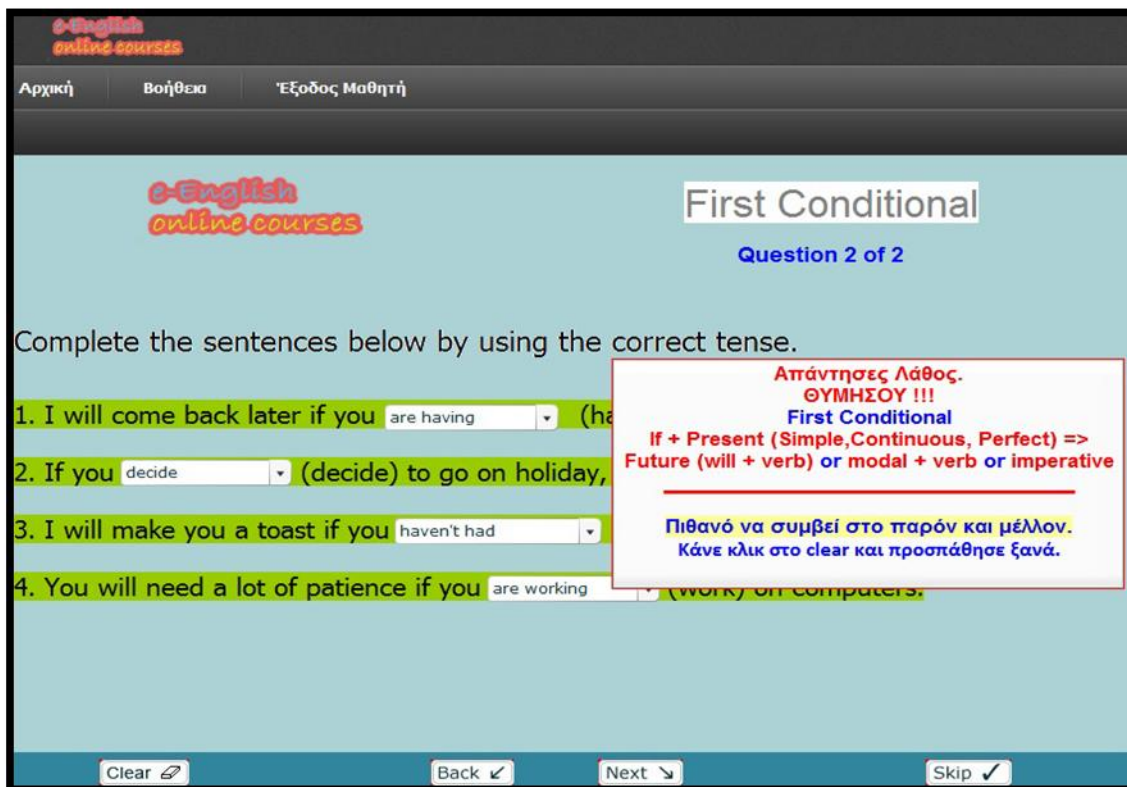 e-English
online courses
Αρχική Βοήθεια Έξοδος Μαθητή
e-English
online courses
First Conditional
Question 2 of 2
Complete the sentences below by using the correct tense.
1. I will come back later if you are having (ha
2. If you decide (decide) to go on holiday,
3. I will make you a toast if you haven't had
4. You will need a lot of patience if you are working (work) on computers.
Απάντησες Λάθος.
ΘΥΜΗΣΟΥ !!!
First Conditional
If + Present (Simple,Continuous, Perfect) =>
Future (will + verb) or modal + verb or imperative
Πιθανό να συμβεί στο παρόν και μέλλον.
Κάνε κλικ στο clear και προσπάθησε ξανά.
Clear Back Next Skip